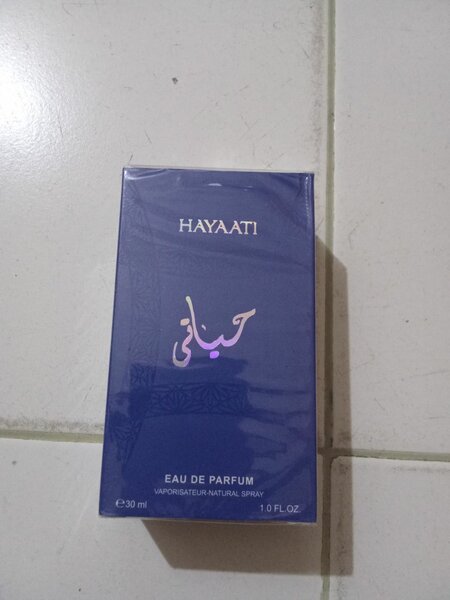 HAYAATI
حياتي
EAU DE PARFUM
VAPORISATEUR-NATURAL SPRAY
℮30 ml 1.0 FL.OZ.